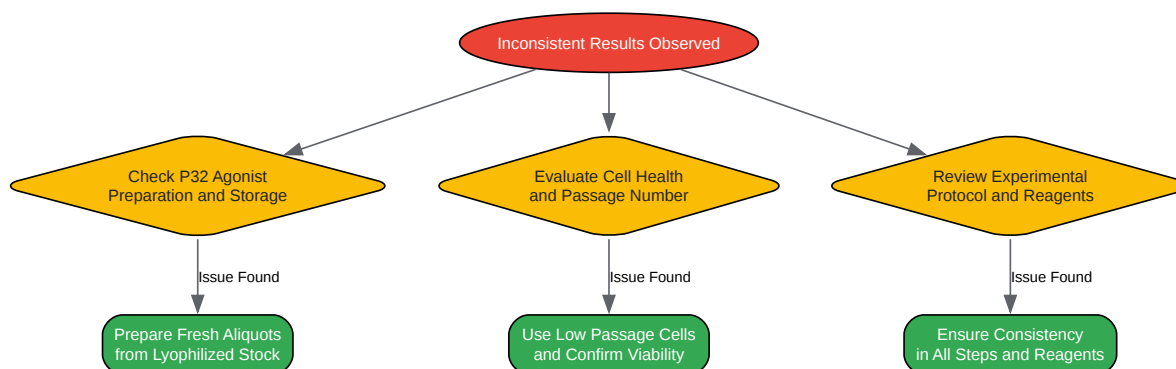 Inconsistent Results Observed
Check P32 Agonist
Preparation and Storage
Evaluate Cell Health
and Passage Number
Review Experimental
Protocol and Reagents
Issue Found
Issue Found
Issue Found
Prepare Fresh Aliquots
from Lyophilized Stock
Use Low Passage Cells
and Confirm Viability
Ensure Consistency
in All Steps and Reagents